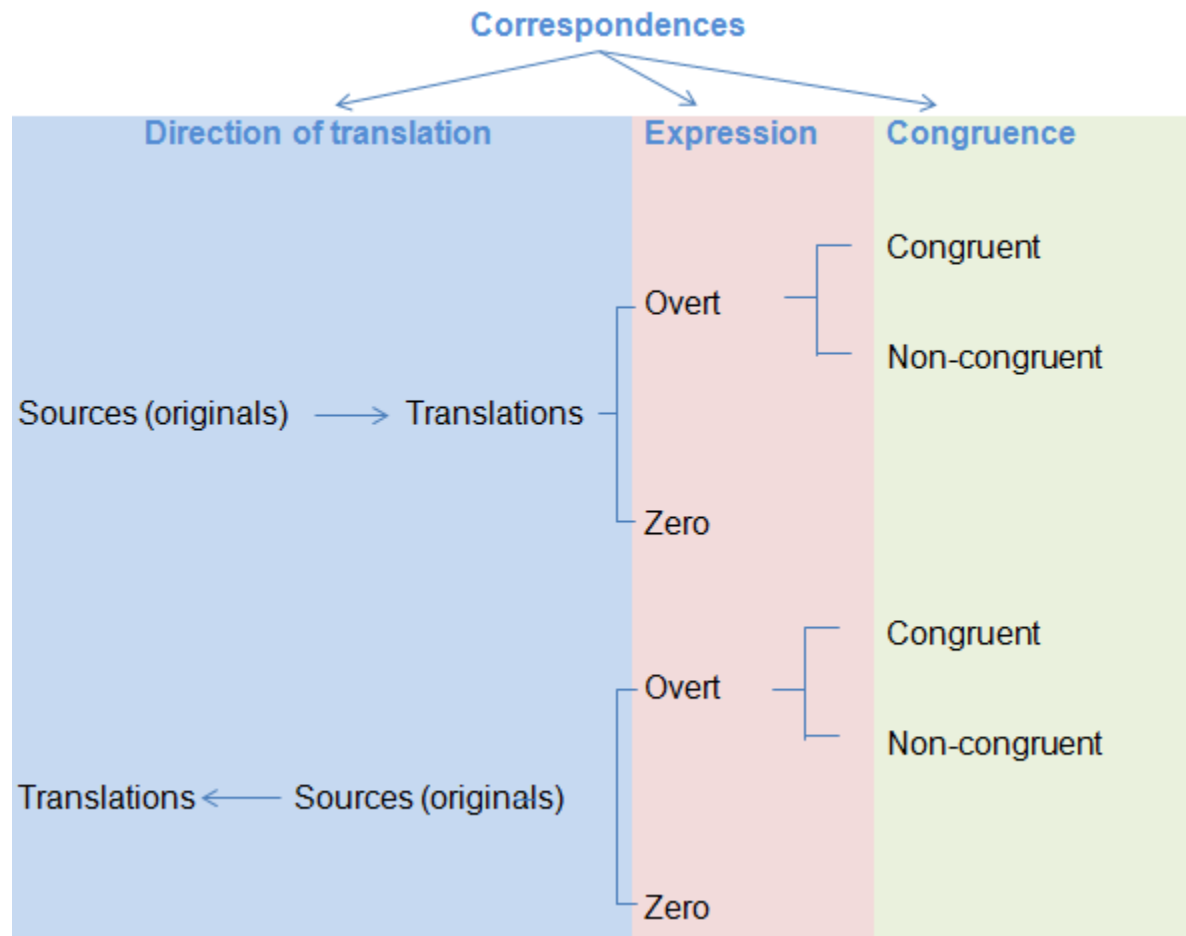 Correspondences
Direction of translation Expression Congruence
Congruent
Overt
Non-congruent
Sources (originals) Translations
Zero
Congruent
Overt
Non-congruent
Translations Sources (originals)
Zero